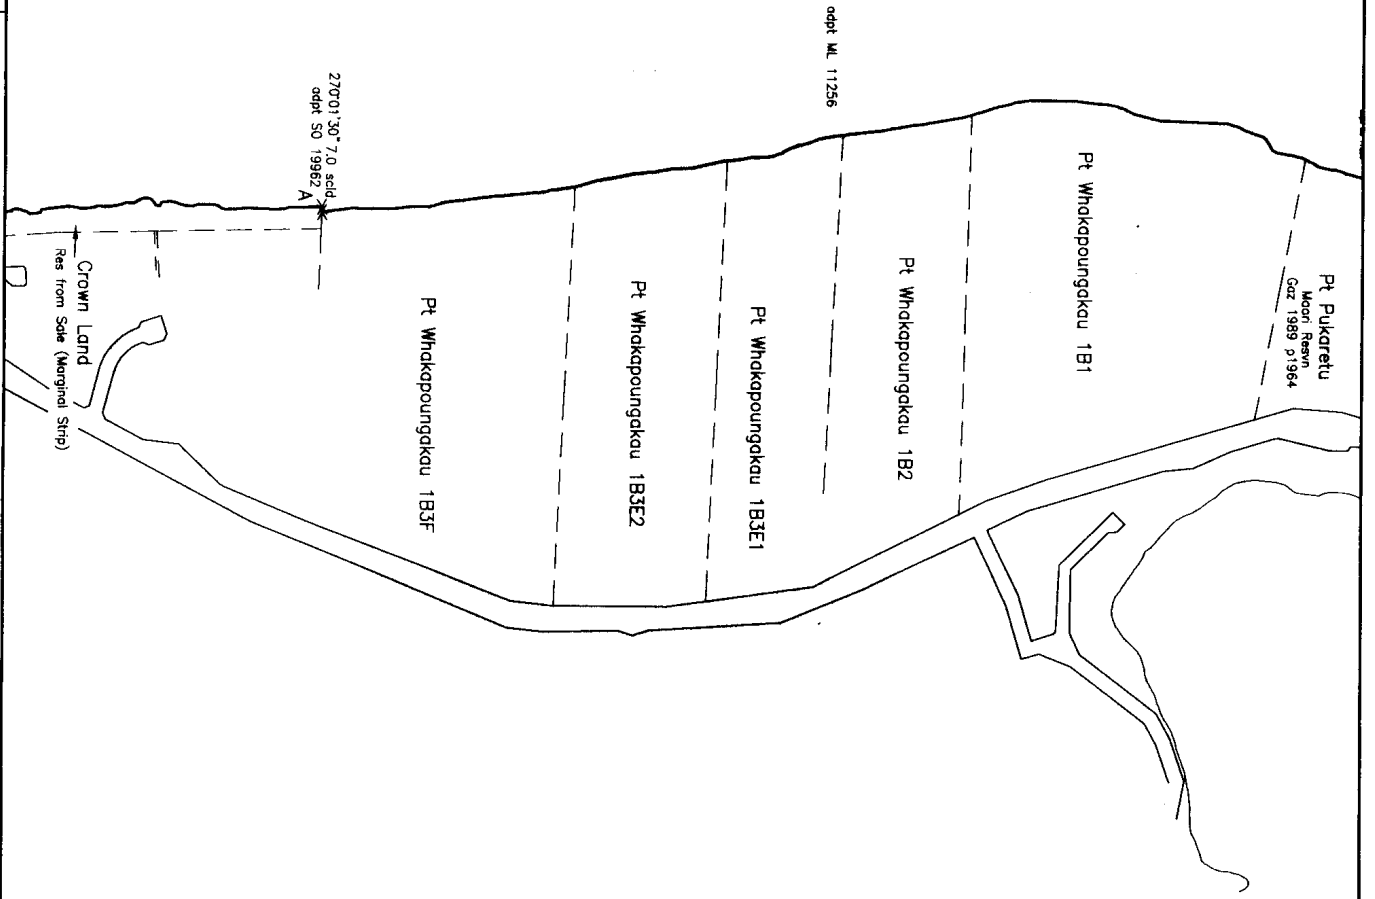 adpt ML 11256
270°01'30" 7.0 scld
adpt SO 19962
A
Pt Pukaretu
Maori Resvn
Gaz 1989 p1964
Pt Whakapoungakau 1B1
Pt Whakapoungakau 1B2
Pt Whakapoungakau 1B3E1
Pt Whakapoungakau 1B3E2
Pt Whakapoungakau 1B3F
Crown Land
Res from Sale (Marginal Strip)